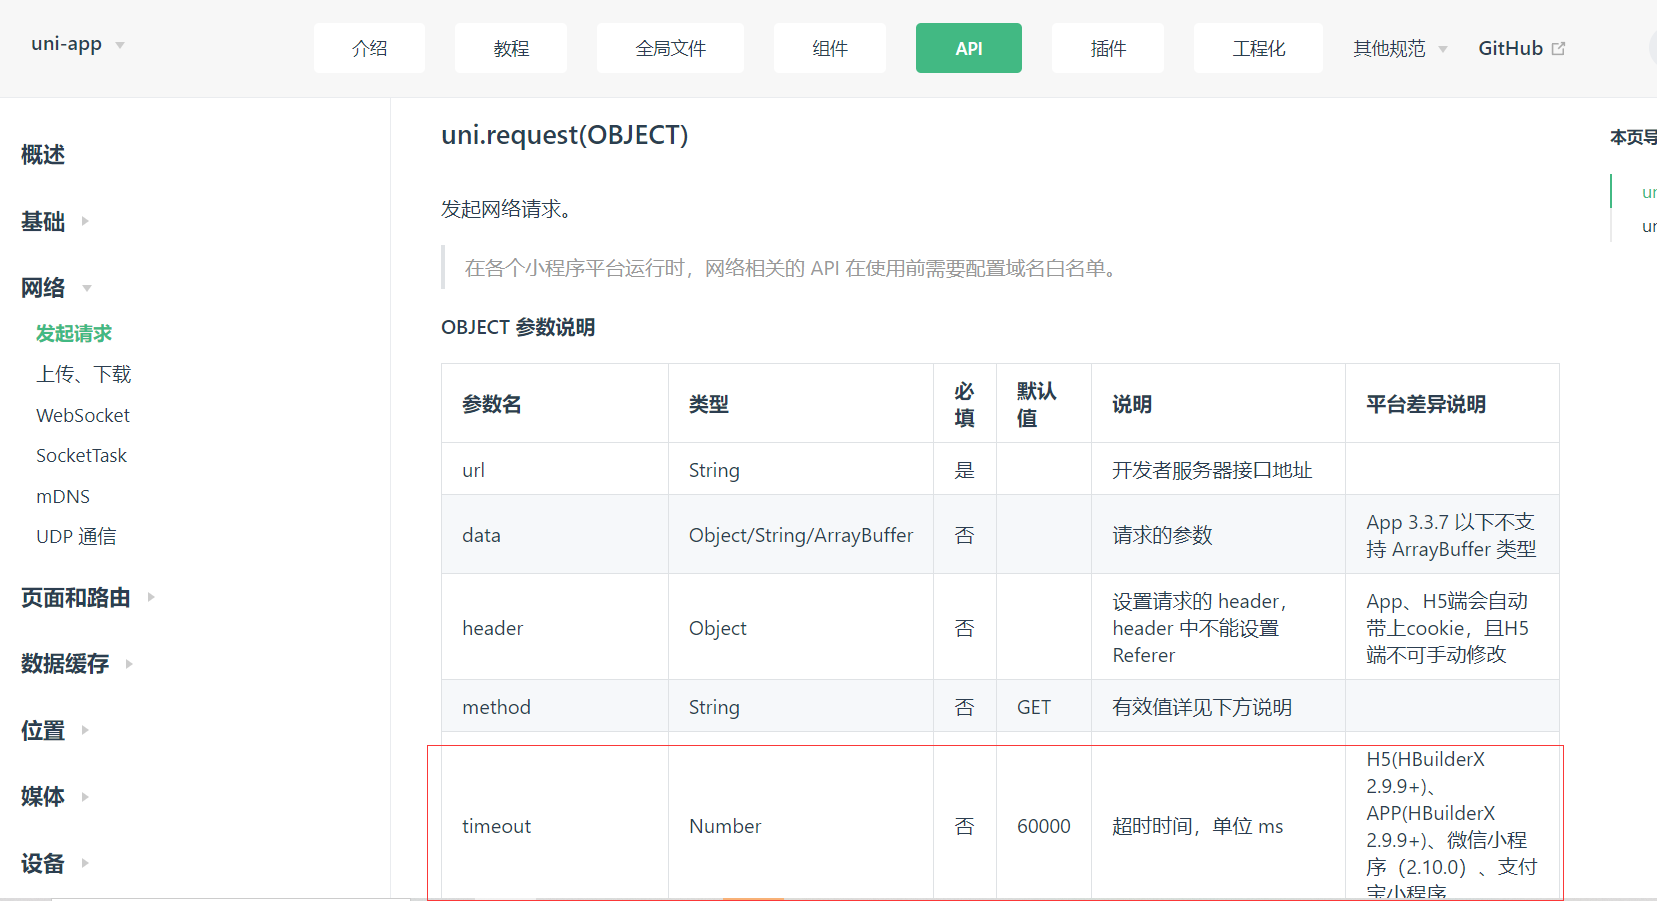 uni-app
介绍
教程
全局文件
组件
API
插件
工程化
其他规范
GitHub
概述
基础
网络
发起请求
上传、下载
WebSocket
SocketTask
mDNS
UDP 通信
页面和路由
数据缓存
位置
媒体
设备
uni.request(OBJECT)
发起网络请求。
在各个小程序平台运行时，网络相关的 API 在使用前需要配置域名白名单。
OBJECT 参数说明
参数名 类型 必填 默认值 说明 平台差异说明
url String 是 开发者服务器接口地址
data Object/String/ArrayBuffer 否 请求的参数 App 3.3.7 以下不支持 ArrayBuffer 类型
header Object 否 设置请求的 header，header 中不能设置 Referer App、H5端会自动带上cookie，且H5端不可手动修改
method String 否 GET 有效值详见下方说明
timeout Number 否 60000 超时时间，单位 ms H5(HBuilderX 2.9.9+)、APP(HBuilderX 2.9.9+)、微信小程序（2.10.0）、支付宝小程序
本页导